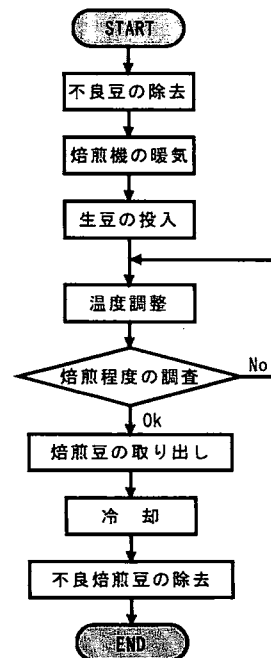 START
不良豆の除去
焙煎機の暖気
生豆の投入
温度調整
焙煎程度の調査
No
Ok
焙煎豆の取り出し
冷 却
不良焙煎豆の除去
END